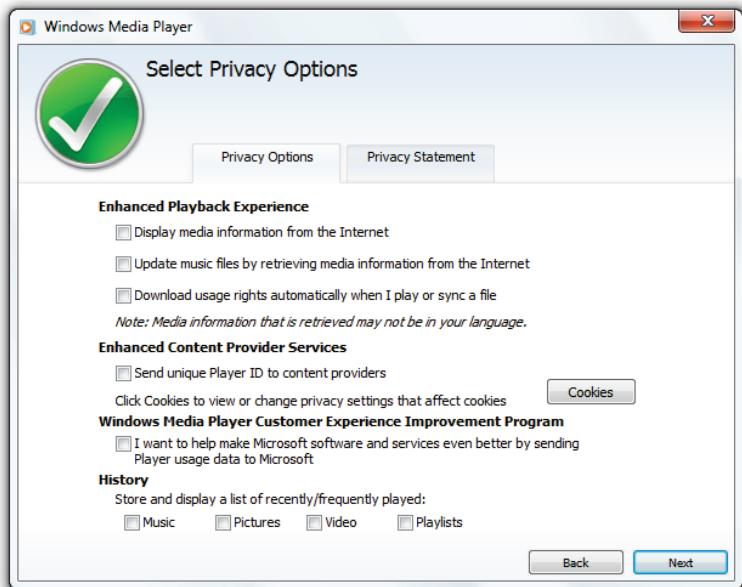 Windows Media Player
Select Privacy Options
Privacy Options Privacy Statement
Enhanced Playback Experience
Display media information from the Internet
Update music files by retrieving media information from the Internet
Download usage rights automatically when I play or sync a file
Note: Media information that is retrieved may not be in your language.
Enhanced Content Provider Services
Send unique Player ID to content providers
Click Cookies to view or change privacy settings that affect cookies Cookies
Windows Media Player Customer Experience Improvement Program
I want to help make Microsoft software and services even better by sending
Player usage data to Microsoft
History
Store and display a list of recently/frequently played:
Music Pictures Video Playlists
Back Next